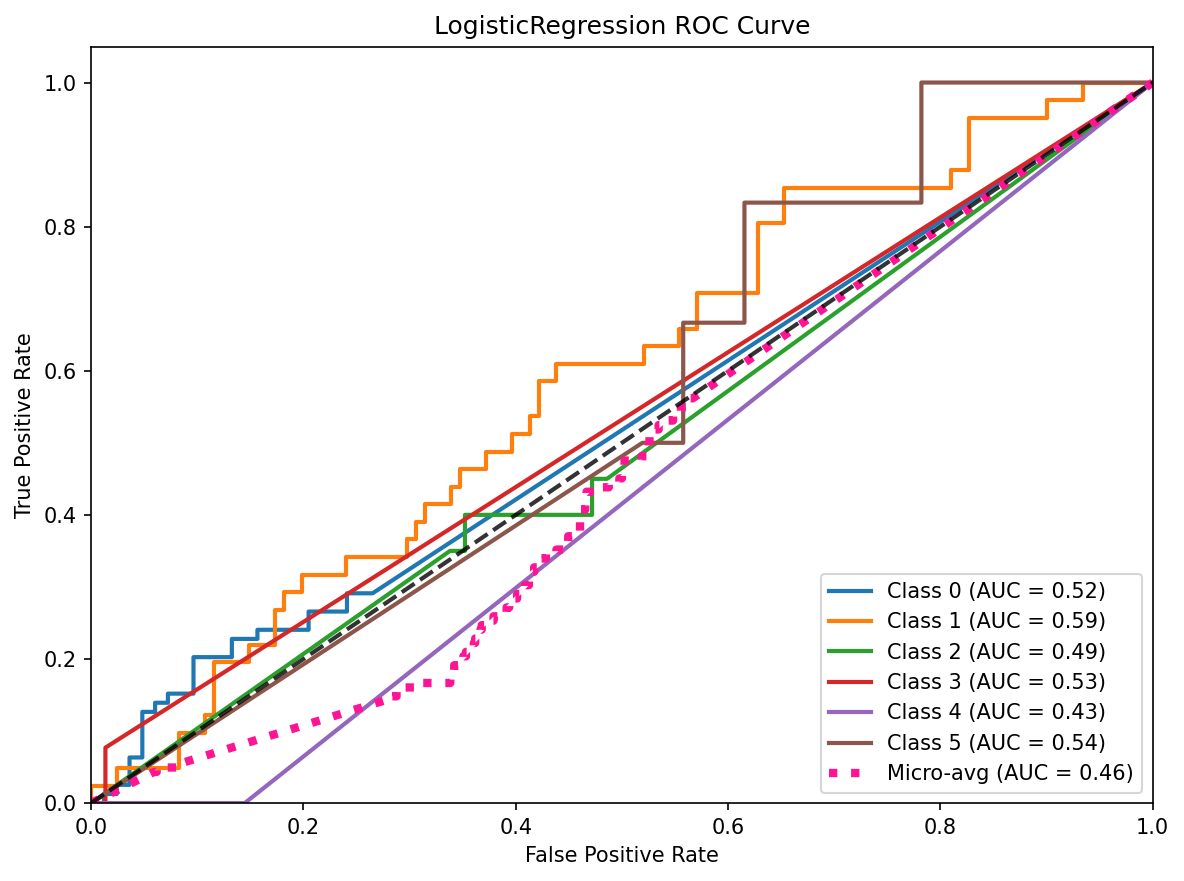 LogisticRegression ROC Curve
True Positive Rate
1.0
0.8
0.6
0.4
0.2
0.0
0.0 0.2 0.4 0.6 0.8 1.0
False Positive Rate
Class 0 (AUC = 0.52)
Class 1 (AUC = 0.59)
Class 2 (AUC = 0.49)
Class 3 (AUC = 0.53)
Class 4 (AUC = 0.43)
Class 5 (AUC = 0.54)
Micro-avg (AUC = 0.46)